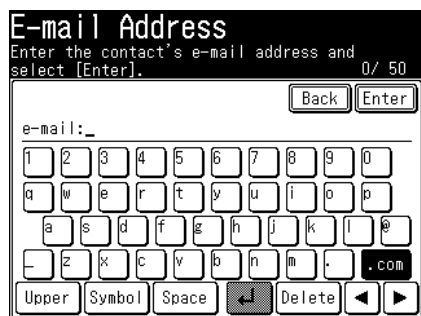 E-mail Address
Enter the contact's e-mail address and
select [Enter]. 0/ 50
Back Enter
e-mail:_
1 2 3 4 5 6 7 8 9 0
q w e r t y u i o p
a s d f g h j k l @
_ z x c v b n m . .com
Upper Symbol Space ↵ Delete ◀ ▶